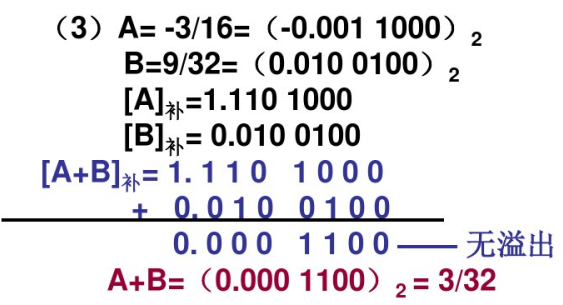 （3）A= -3/16=（-0.001 1000）2
B=9/32=（0.010 0100）2
[A]补=1.110 1000
[B]补= 0.010 0100
[A+B]补= 1. 1 1 0 1 0 0 0
+ 0. 0 1 0 0 1 0 0
0. 0 0 0 1 1 0 0 —— 无溢出
A+B=（0.000 1100）2 = 3/32